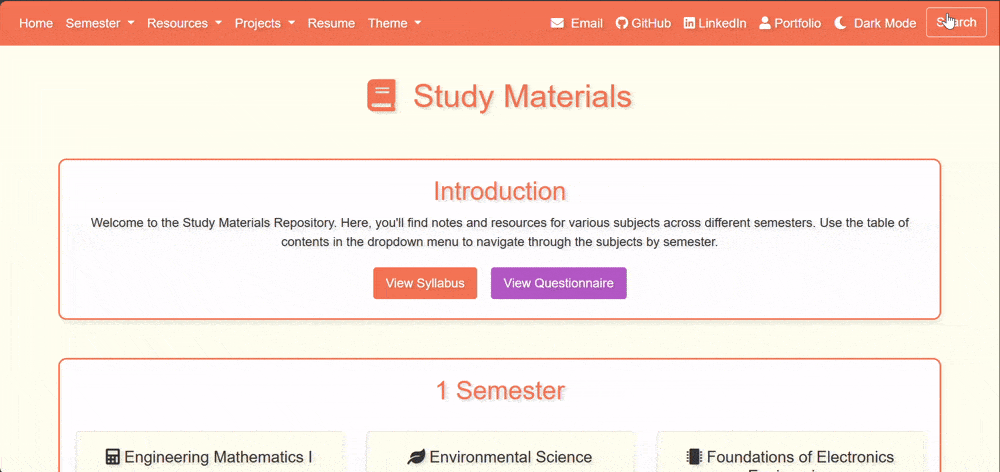 Home Semester Resources Projects Resume Theme Email GitHub LinkedIn Portfolio Dark Mode Search
Study Materials
Introduction
Welcome to the Study Materials Repository. Here, you'll find notes and resources for various subjects across different semesters. Use the table of
contents in the dropdown menu to navigate through the subjects by semester.
View Syllabus View Questionnaire
1 Semester
Engineering Mathematics I Environmental Science Foundations of Electronics